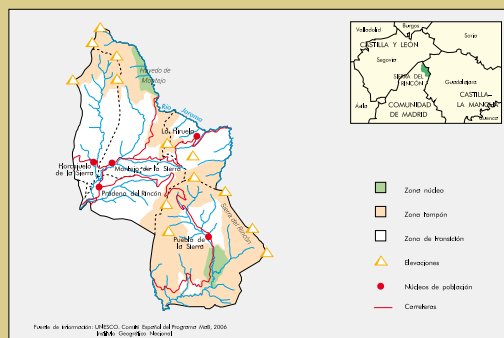 Hayedo de
Montejo
Río Jarama
La Hiruela
Horcajuelo
de la Sierra
Montejo de la Sierra
Prádena del Rincón
Sierra del Rincón
Puebla de
la Sierra
Fuente de información: UNESCO. Comité Español del Programa MaB, 2006
Instituto Geográfico Nacional
Valladolid
Burgos
Soria
CASTILLA Y LEÓN
Segovia
SIERRA DEL
RINCÓN
Guadalajara
Ávila
COMUNIDAD
DE MADRID
CASTILLA-
LA MANCHA
Cuenca
Zona núcleo
Zona tampón
Zona de transición
Elevaciones
Núcleos de población
Carreteras